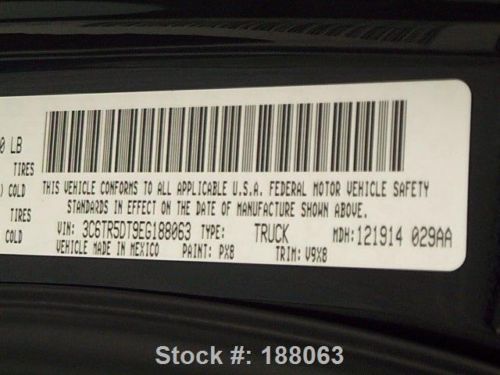 0 LB
TIRES
) COLD
THIS VEHICLE CONFORMS TO ALL APPLICABLE U.S.A. FEDERAL MOTOR VEHICLE SAFETY
STANDARDS IN EFFECT ON THE DATE OF MANUFACTURE SHOWN ABOVE.
TIRES
COLD
VIN: 3C6TR5DT9EG188063 TYPE: TRUCK MDH: 121914 029AA
VEHICLE MADE IN MEXICO PAINT: PX8 TRIM: V9X8
Stock #: 188063